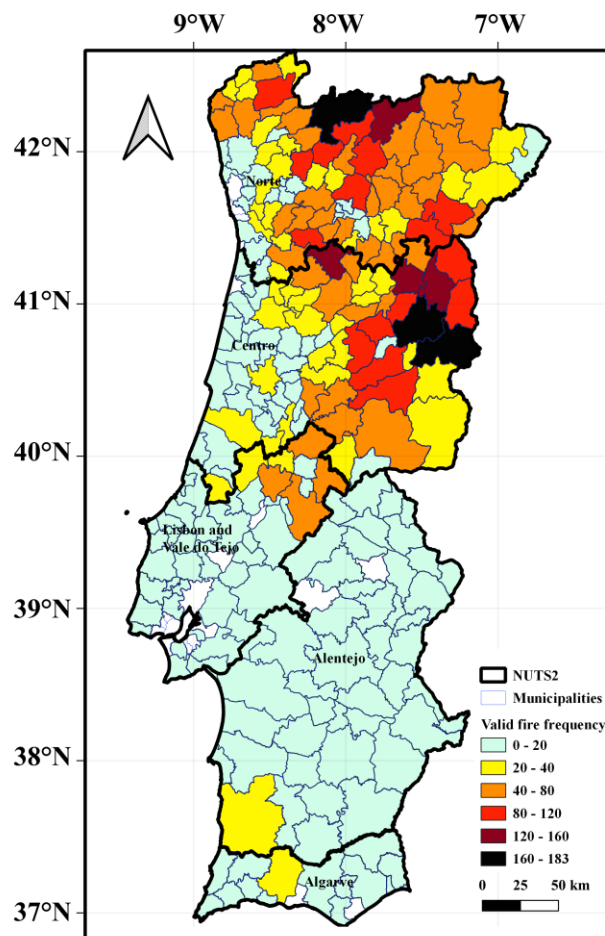 9°W 8°W 7°W
42°N
Norte
41°N
Centro
40°N
Lisbon and
Vale do Tejo
39°N
Alentejo
NUTS2
Municipalities
Valid fire frequency
0 - 20
20 - 40
40 - 80
80 - 120
120 - 160
160 - 183
0 25 50 km
38°N
Algarve
37°N